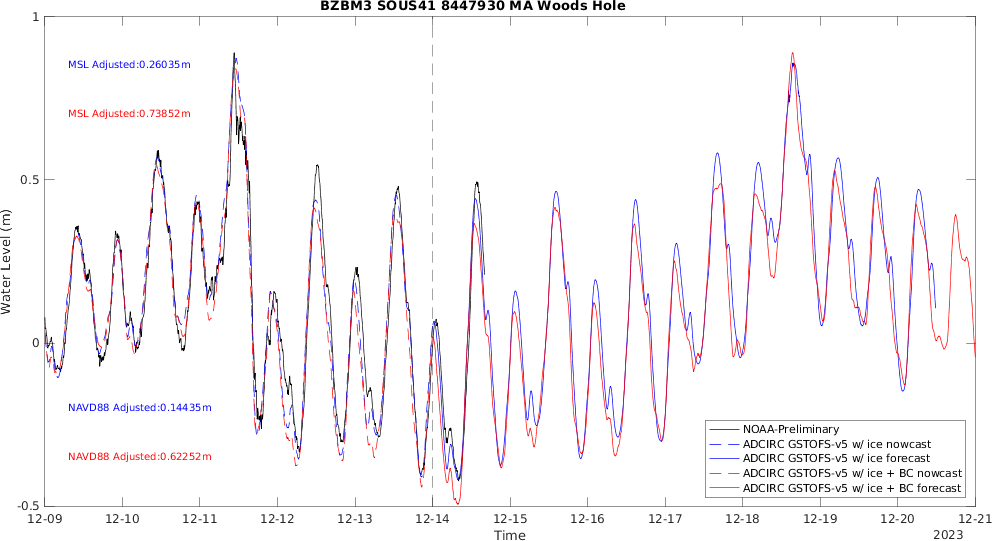 BZBM3 SOUS41 8447930 MA Woods Hole
1
0.5
0
-0.5
Water Level (m)
MSL Adjusted:0.26035m
MSL Adjusted:0.73852m
NAVD88 Adjusted:0.14435m
NAVD88 Adjusted:0.62252m
NOAA-Preliminary
ADCIRC GSTOFS-v5 w/ ice nowcast
ADCIRC GSTOFS-v5 w/ ice forecast
ADCIRC GSTOFS-v5 w/ ice + BC nowcast
ADCIRC GSTOFS-v5 w/ ice + BC forecast
12-09 12-10 12-11 12-12 12-13 12-14 12-15 12-16 12-17 12-18 12-19 12-20 12-21
Time
2023